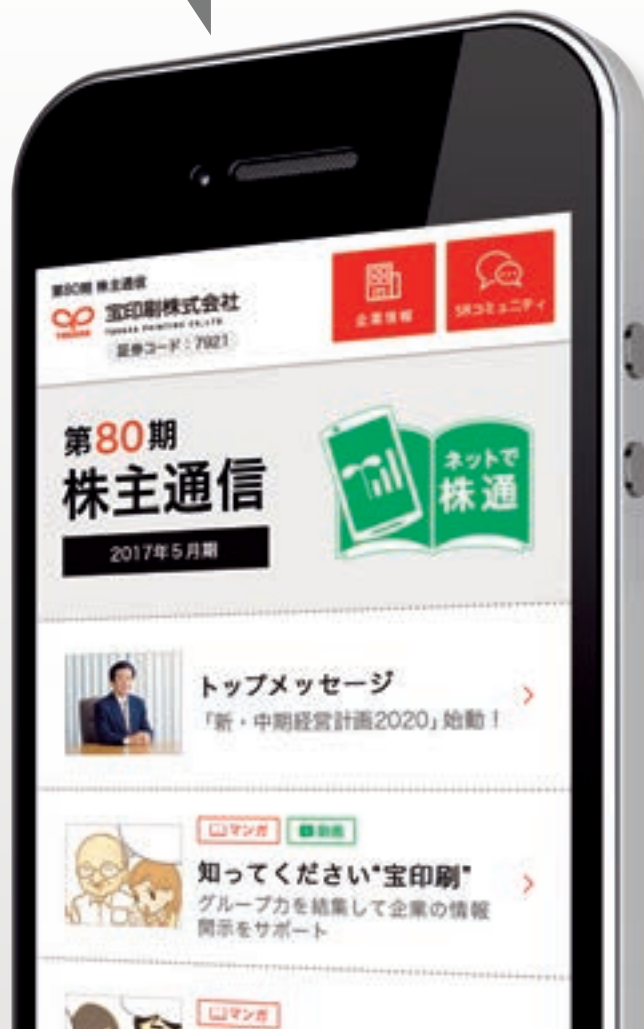 第80期 株主通信
宝印刷株式会社
TAKARA PRINTING CO.,LTD.
証券コード：7921
企業情報
SRコミュニティ
第80期
株主通信
2017年5月期
ネットで
株通
トップメッセージ
「新・中期経営計画2020」始動！
マンガ
動画
知ってください“宝印刷”
グループ力を結集して企業の情報
開示をサポート
マンガ